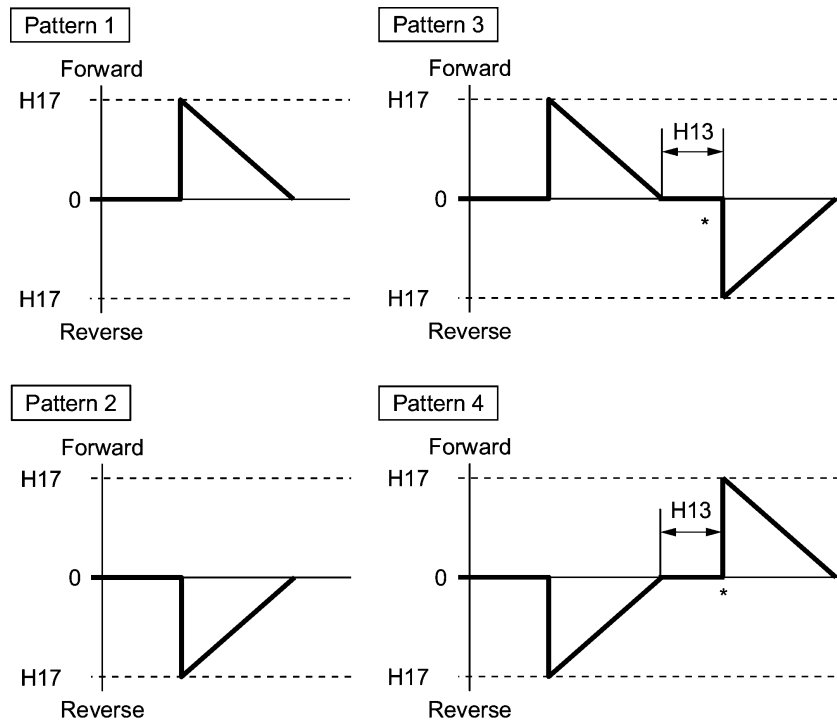 Pattern 1
Forward
H17
0
H17
Reverse
Pattern 3
Forward
H17
H13
0
*
H17
Reverse
Pattern 2
Forward
H17
0
H17
Reverse
Pattern 4
Forward
H17
H13
0
*
H17
Reverse